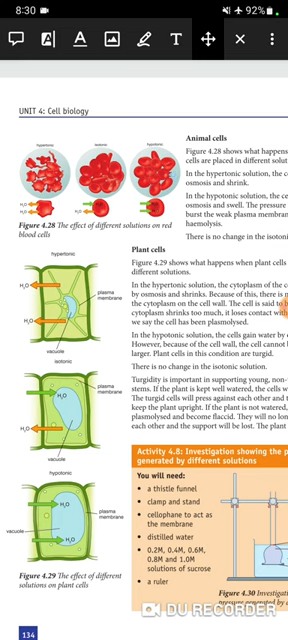 8:30
92%
UNIT 4: Cell biology
hypertonic
isotonic
hypotonic
H₂O
H₂O
Figure 4.28 The effect of different solutions on red
blood cells
Animal cells
Figure 4.28 shows what happens
cells are placed in different soluti
In the hypertonic solution, the c
osmosis and shrink.
In the hypotonic solution, the ce
osmosis and swell. The pressure
burst the weak plasma membran
haemolysis.
There is no change in the isotoni
hypertonic
H₂O
H₂O
plasma
membrane
vacuole
isotonic
plasma
membrane
H₂O
H₂O
vacuole
hypotonic
H₂O
H₂O
plasma
membrane
vacuole
Figure 4.29 The effect of different
solutions on plant cells
Plant cells
Figure 4.29 shows what happens when plant cells
different solutions.
In the hypertonic solution, the cytoplasm of the ce
by osmosis and shrinks. Because of this, there is n
the cytoplasm on the cell wall. The cell is said to b
cytoplasm shrinks too much, it loses contact with
we say the cell has been plasmolysed.
In the hypotonic solution, the cells gain water by o
However, because of the cell wall, the cell cannot b
larger. Plant cells in this condition are turgid.
There is no change in the isotonic solution.
Turgidity is important in supporting young, non-
stems. If the plant is kept well watered, the cells w
The turgid cells will press against each other and t
keep the plant upright. If the plant is not watered,
plasmolysed and become flaccid. They will no lon
each other and the support will be lost. The plant
Activity 4.8: Investigation showing the p
generated by different solutions
You will need:
• a thistle funnel
• clamp and stand
• cellophane to act as
the membrane
• distilled water
• 0.2M, 0.4M, 0.6M,
0.8M and 1.0M
solutions of sucrose
• a ruler
Figure 4.30 Investiga
pressure generated by
DU RECORDER
134